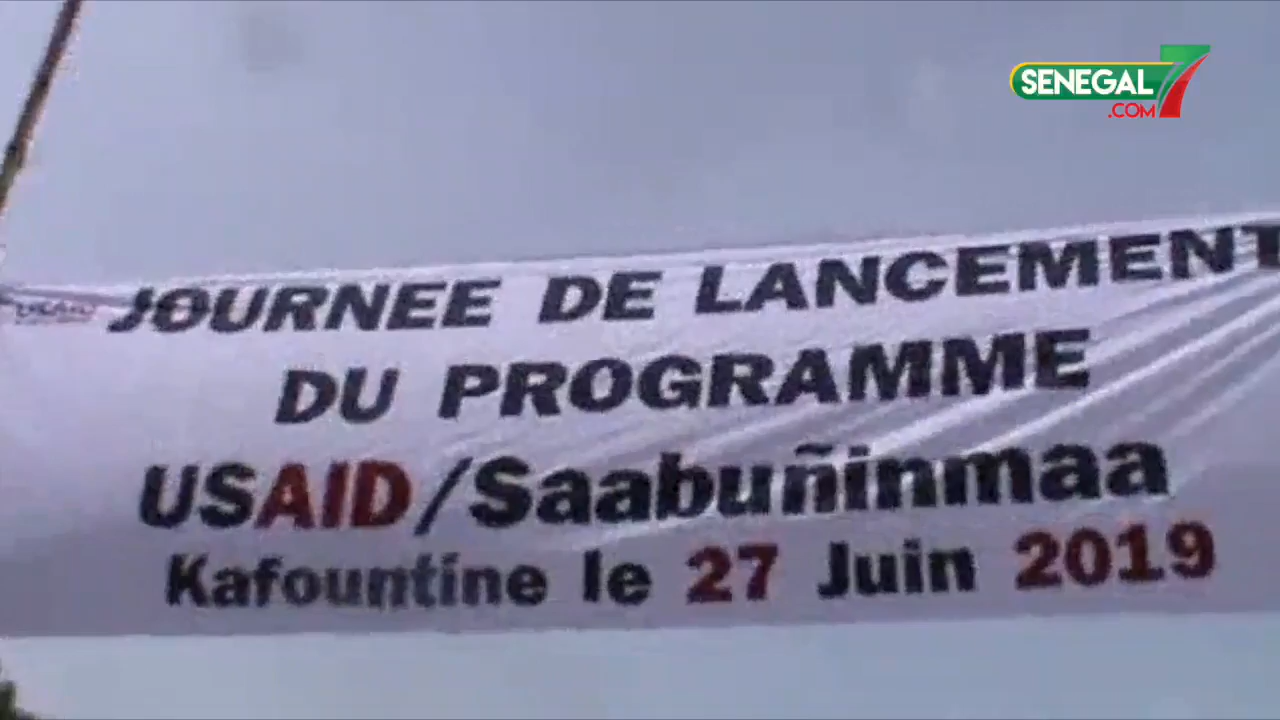 SENEGAL7
.COM
JOURNEE DE LANCEMENT
DU PROGRAMME
USAID/Saabuñinmaa
Kafountine le 27 Juin 2019